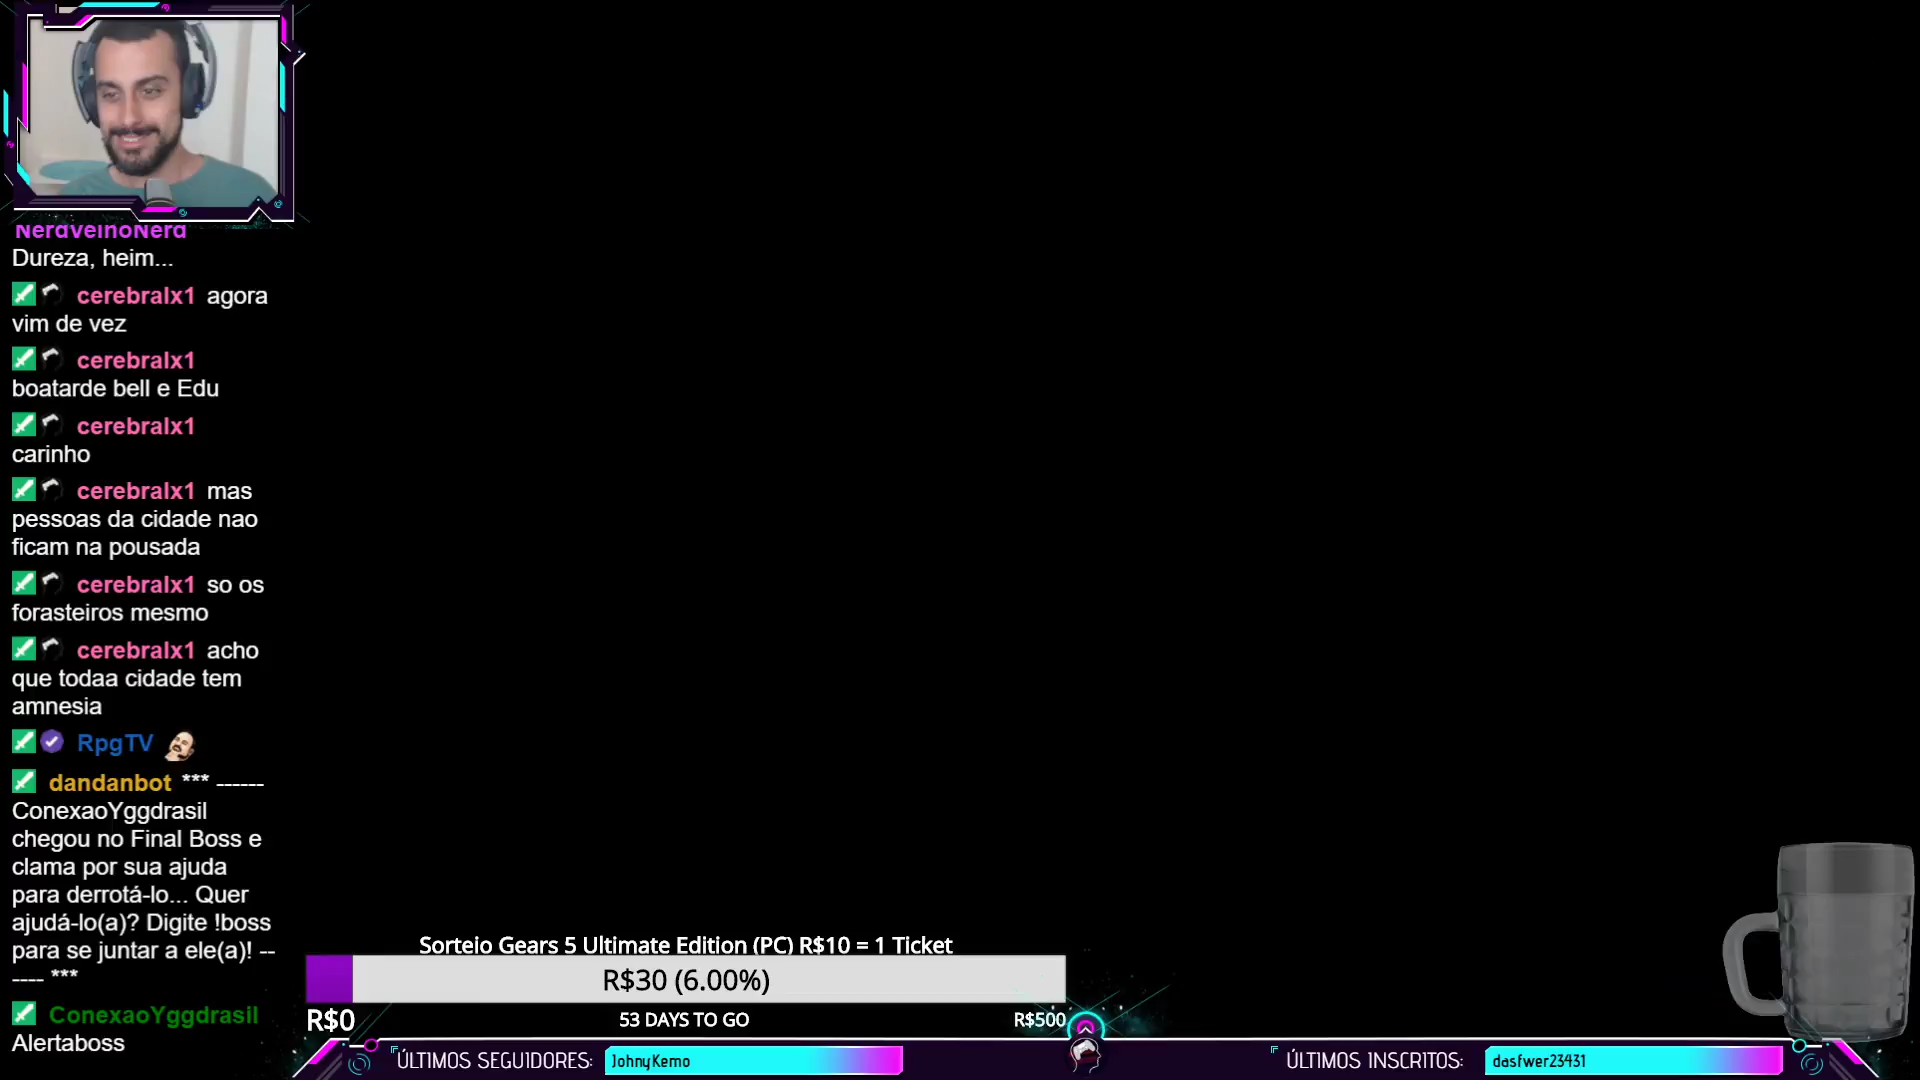 NerdVelhoNerd
Dureza, heim...
cerebralx1 agora
vim de vez
cerebralx1
boatarde bell e Edu
cerebralx1
carinho
cerebralx1 mas
pessoas da cidade nao
ficam na pousada
cerebralx1 so os
forasteiros mesmo
cerebralx1 acho
que todaa cidade tem
amnesia
RpgTV
dandanbot *** ------
ConexaoYggdrasil
chegou no Final Boss e
clama por sua ajuda
para derrotá-lo... Quer
ajudá-lo(a)? Digite !boss
para se juntar a ele(a)! --
---- ***
ConexaoYggdrasil
Alertaboss
Sorteio Gears 5 Ultimate Edition (PC) R$10 = 1 Ticket
R$30 (6.00%)
R$0 53 DAYS TO GO R$500
ÚLTIMOS SEGUIDORES: JohnyKemo
ÚLTIMOS INSCRITOS: dasfwer23431